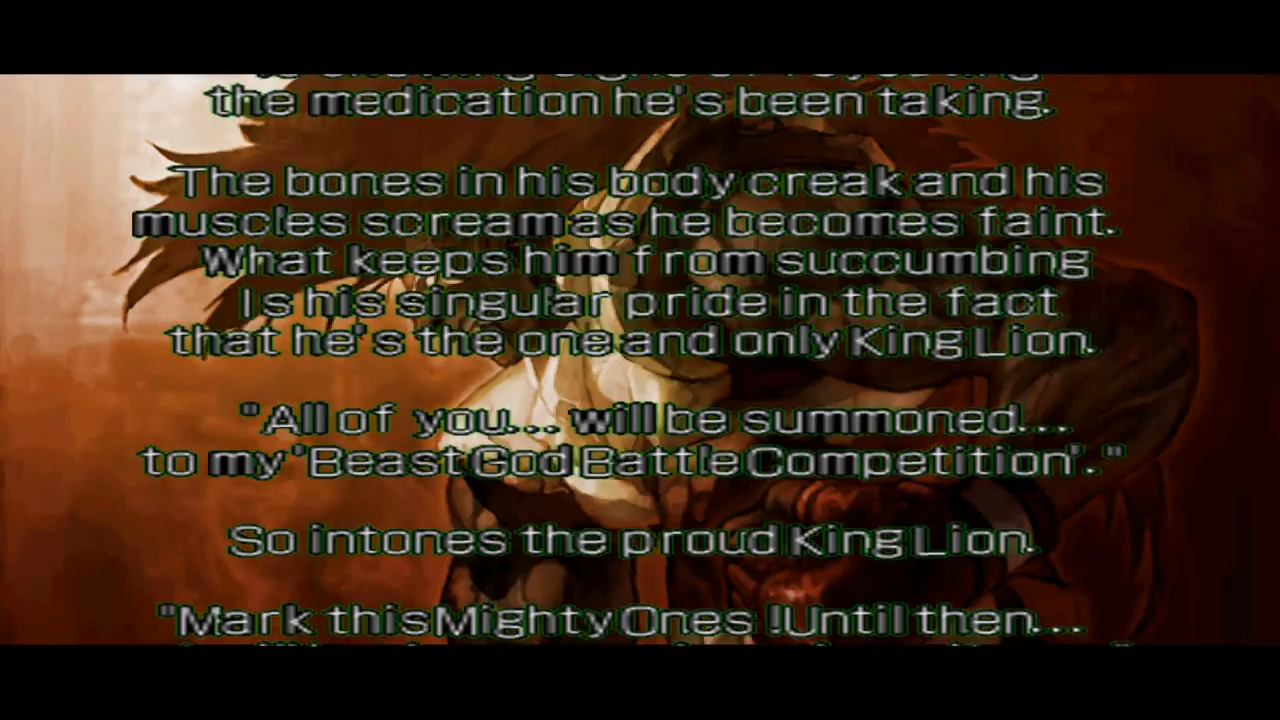 the medication he's been taking.
The bones in his body creak and his
muscles scream as he becomes faint.
What keeps him from succumbing
Is his singular pride in the fact
that he's the one and only King Lion.
"All of you... will be summoned...
to my 'Beast God Battle Competition'."
So intones the proud King Lion.
"Mark this Mighty Ones !Until then...